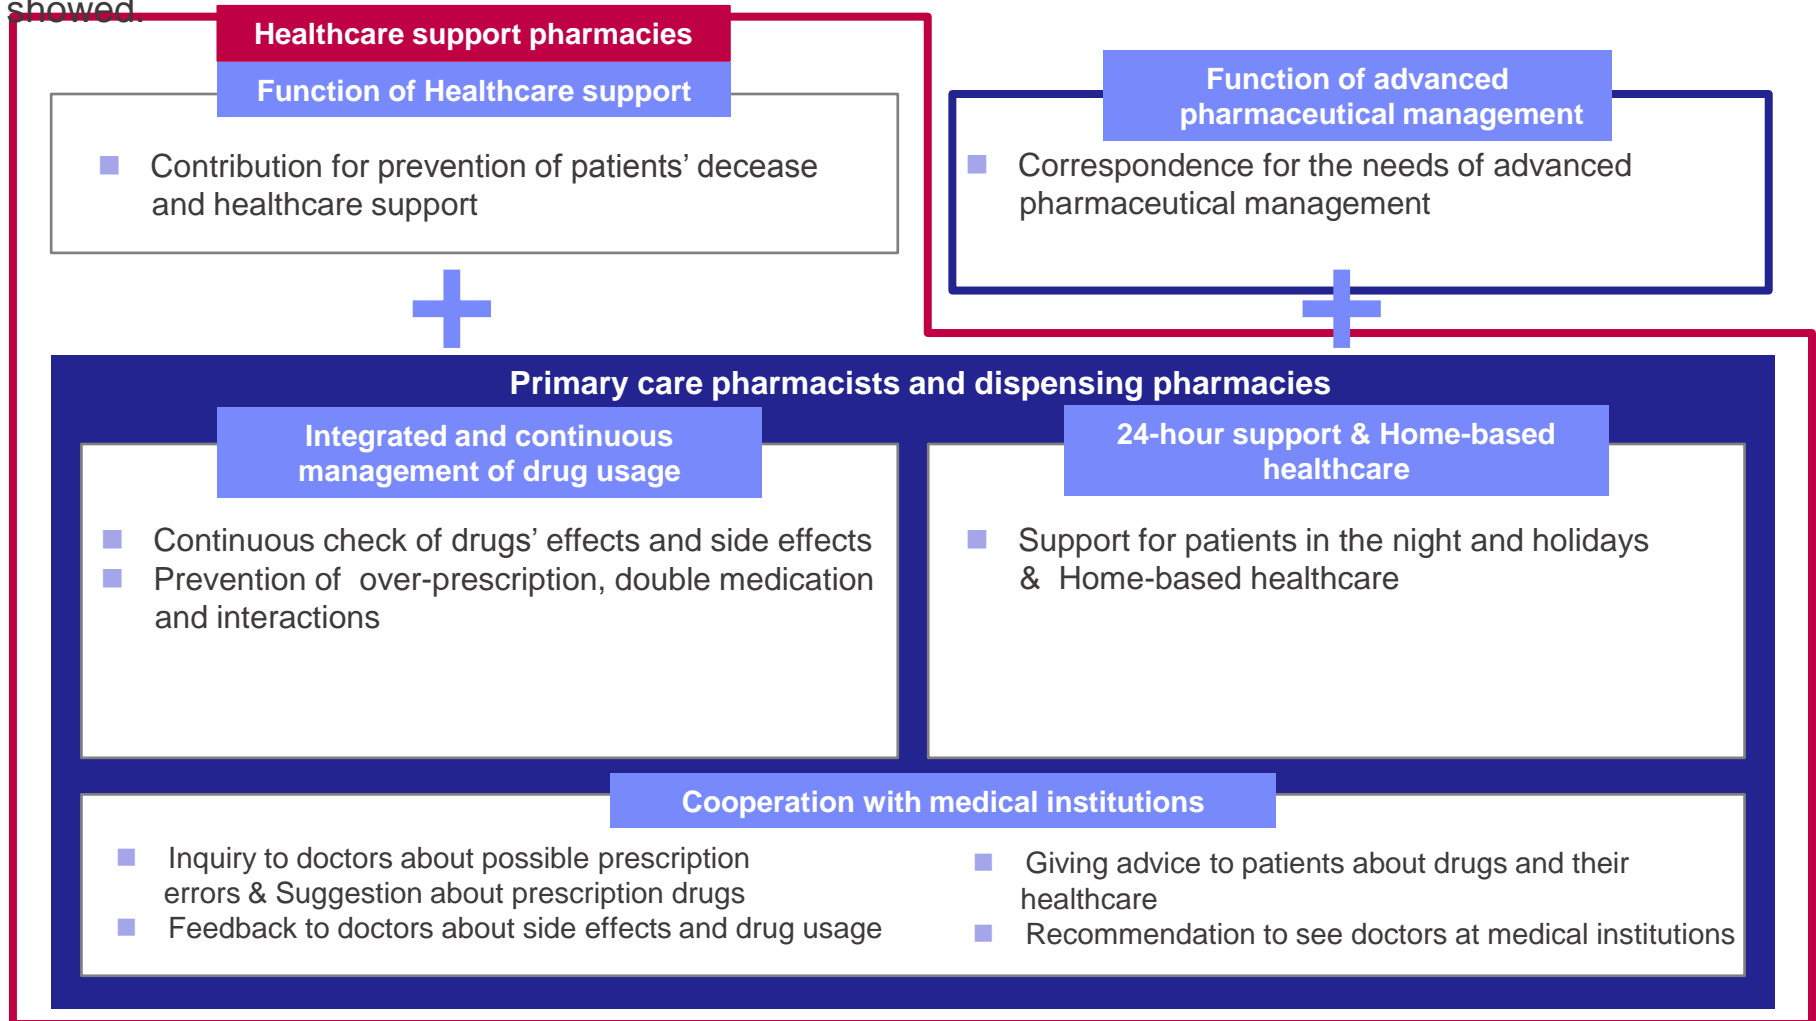 showed.
Healthcare support pharmacies
Function of Healthcare support
Contribution for prevention of patients’ decease
and healthcare support
Function of advanced
pharmaceutical management
Correspondence for the needs of advanced
pharmaceutical management
Primary care pharmacists and dispensing pharmacies
Integrated and continuous
management of drug usage
Continuous check of drugs’ effects and side effects
Prevention of over-prescription, double medication
and interactions
24-hour support & Home-based
healthcare
Support for patients in the night and holidays
& Home-based healthcare
Cooperation with medical institutions
Inquiry to doctors about possible prescription
errors & Suggestion about prescription drugs
Feedback to doctors about side effects and drug usage
Giving advice to patients about drugs and their
healthcare
Recommendation to see doctors at medical institutions